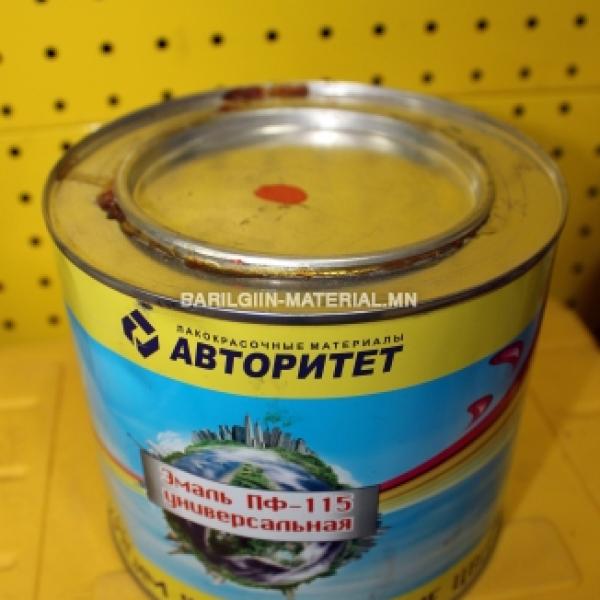 BARILGIIN-MATERIAL.MN
ЛАКОКРАСОЧНЫЕ МАТЕРИАЛЫ
АВТОРИТЕТ
Эмаль ПФ-115
универсальная